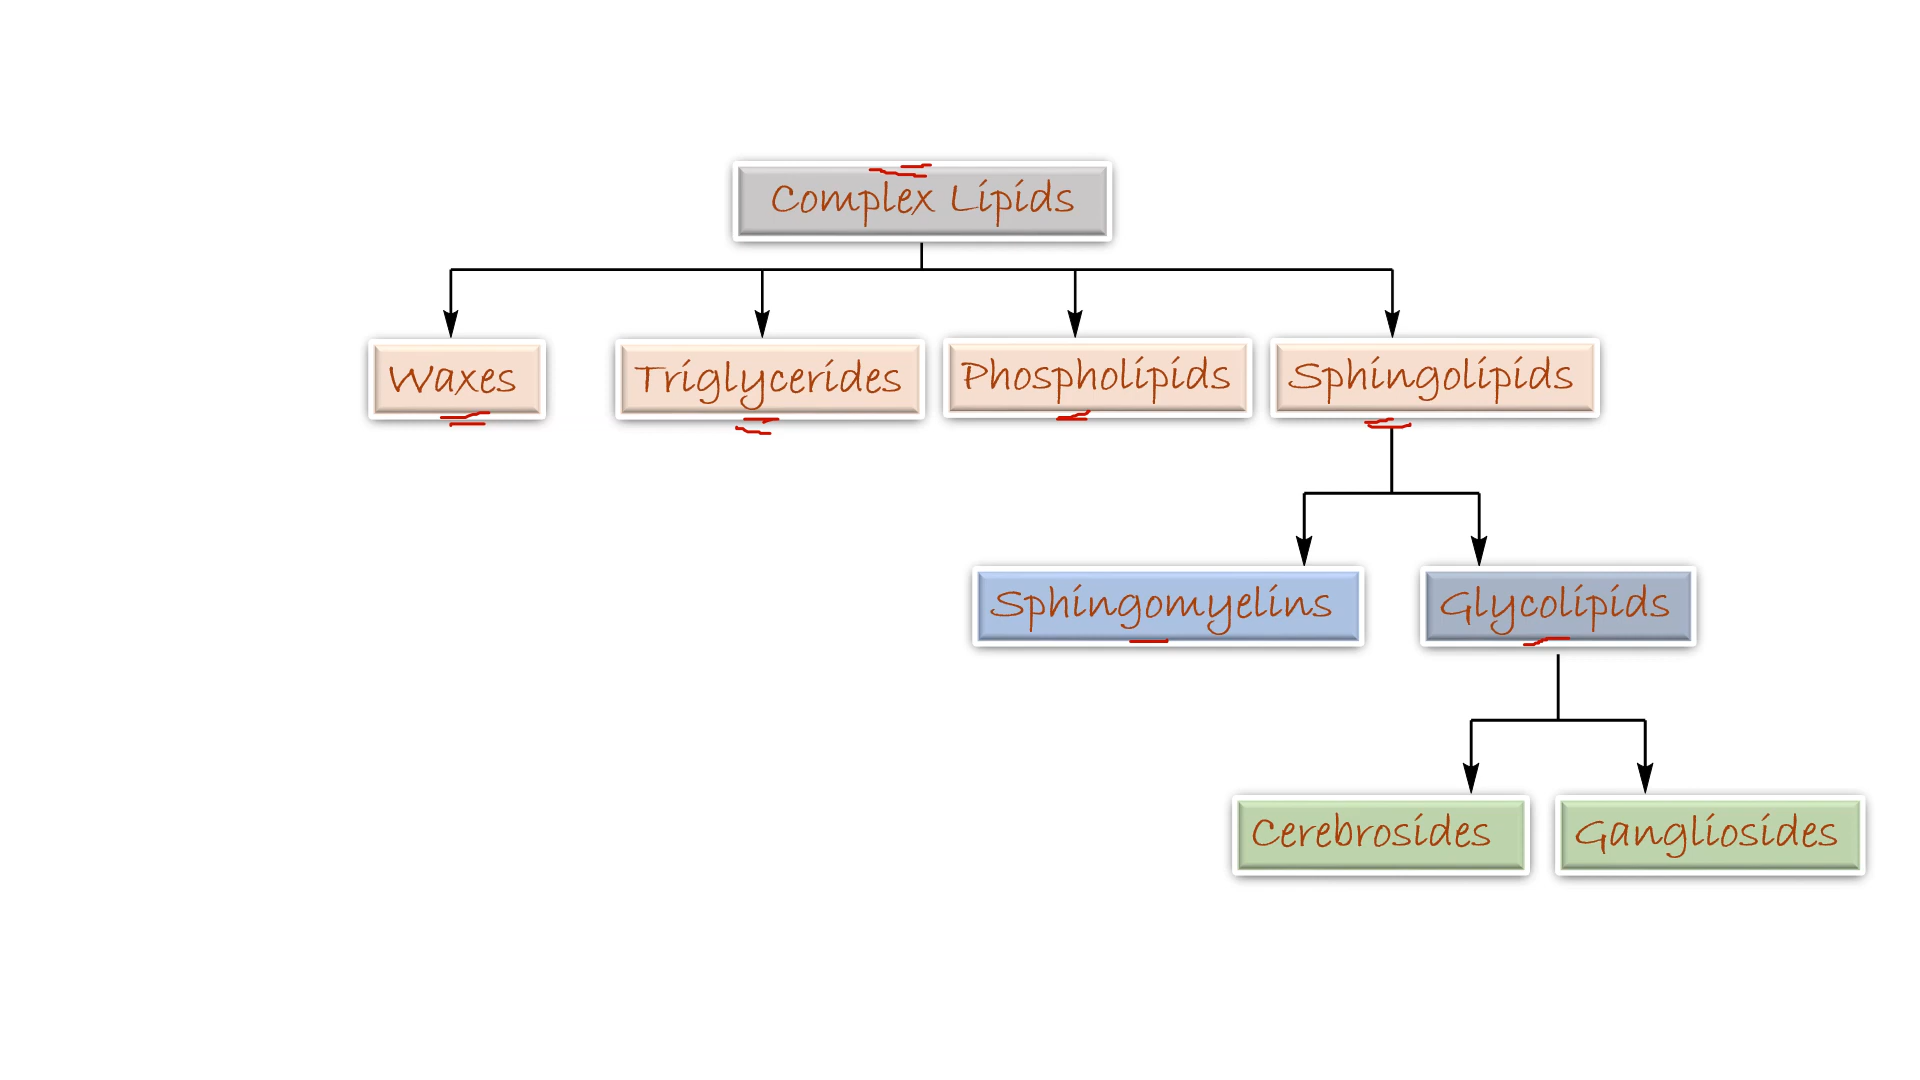 Complex Lipids
Waxes
Triglycerides
Phospholipids
Sphingolipids
Sphingomyelins
Glycolipids
Cerebrosides
Gangliosides